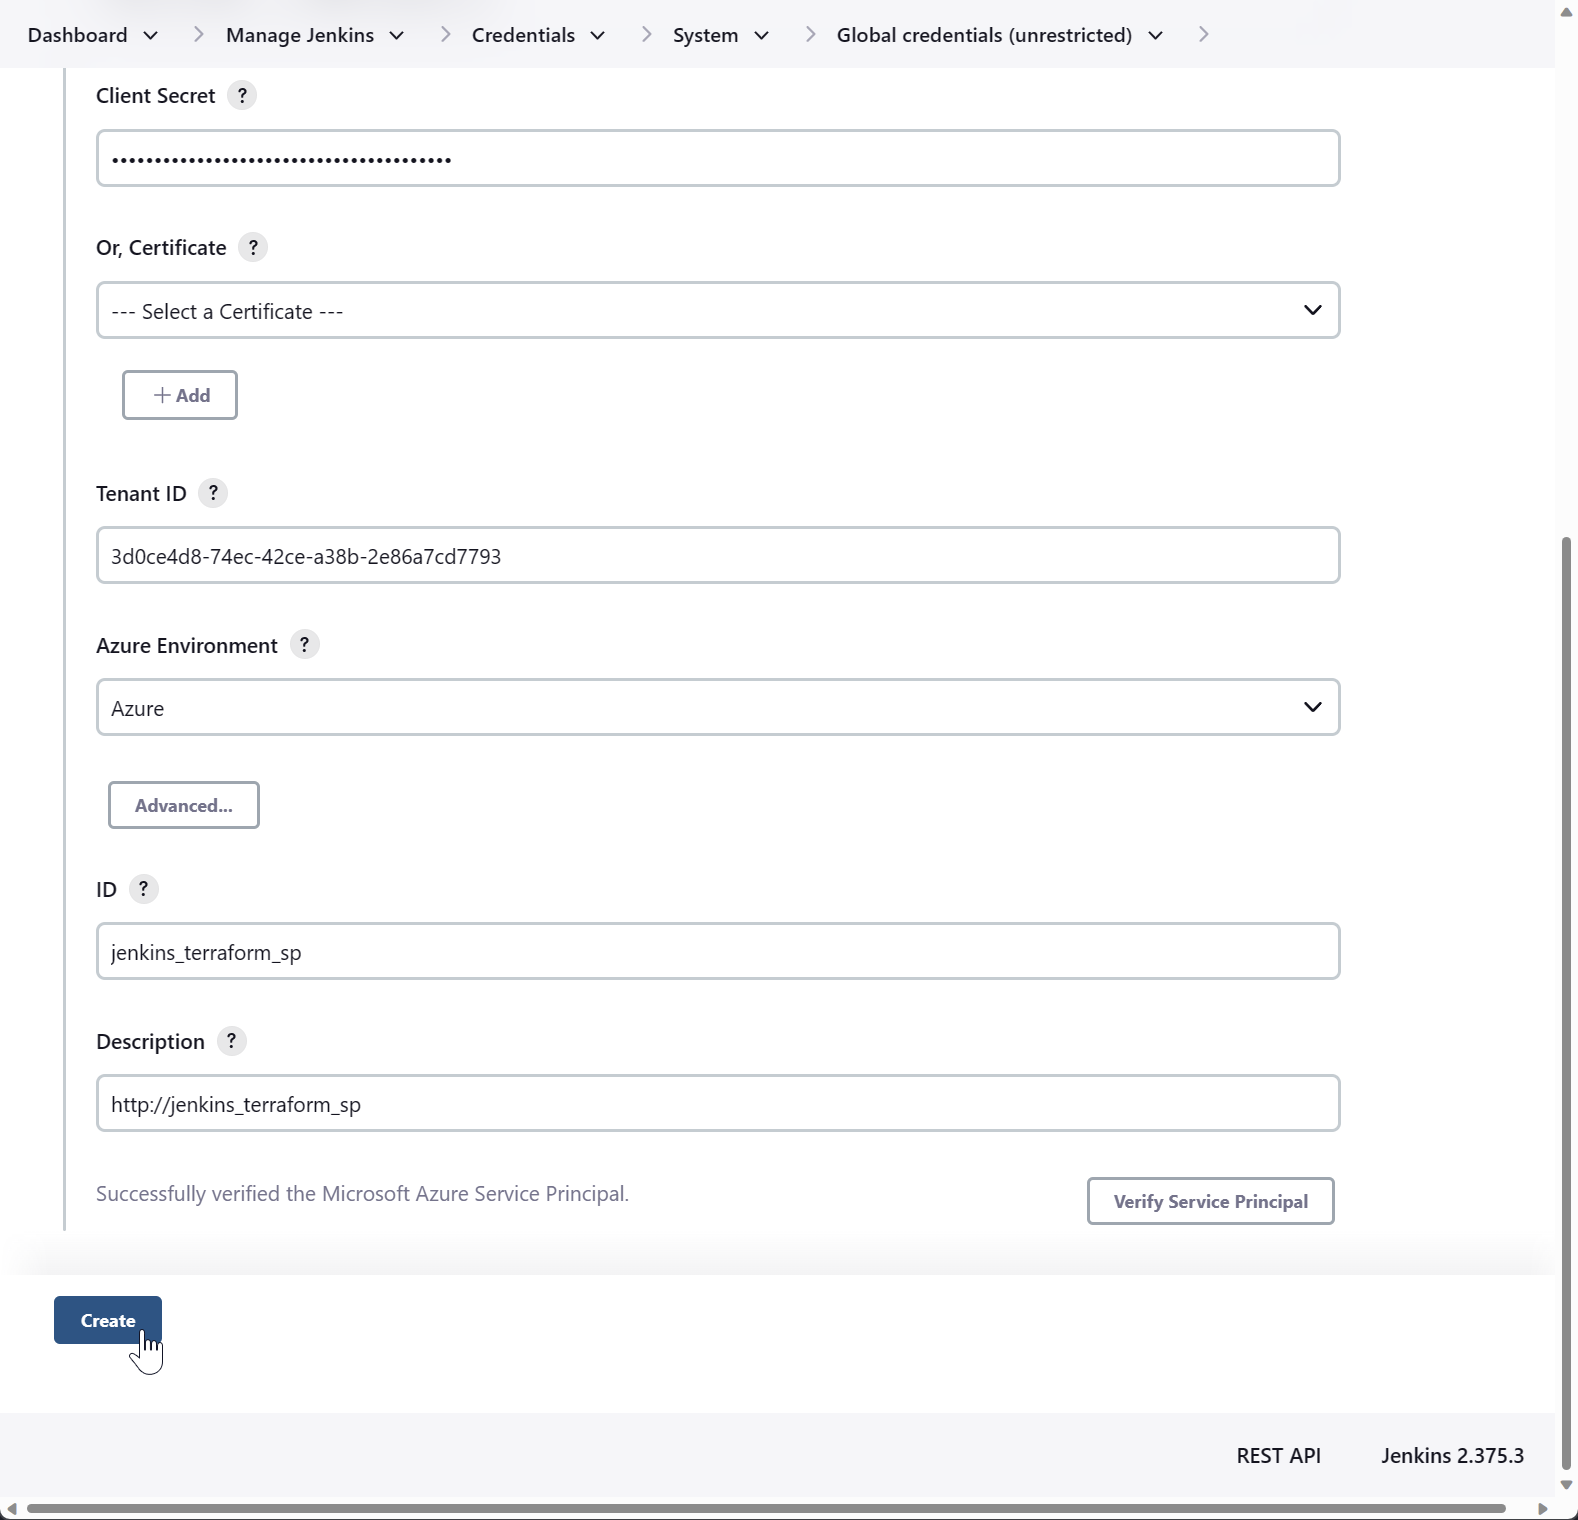 Dashboard
Manage Jenkins
Credentials
System
Global credentials (unrestricted)
Client Secret ?
••••••••••••••••••••••••••••••••••••••••
Or, Certificate ?
--- Select a Certificate ---
+ Add
Tenant ID ?
3d0ce4d8-74ec-42ce-a38b-2e86a7cd7793
Azure Environment ?
Azure
Advanced...
ID ?
jenkins_terraform_sp
Description ?
http://jenkins_terraform_sp
Successfully verified the Microsoft Azure Service Principal.
Verify Service Principal
Create
REST API
Jenkins 2.375.3